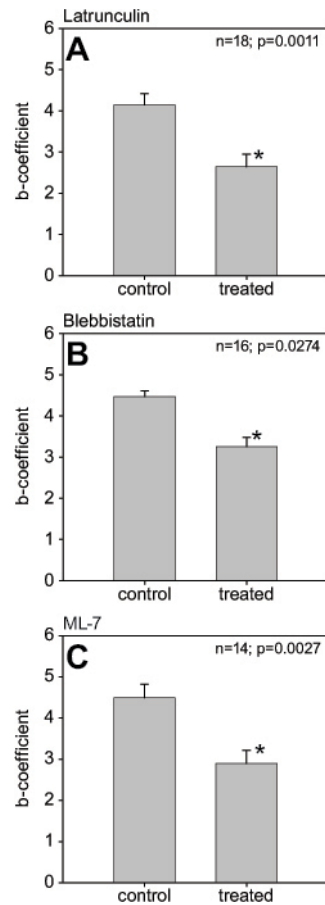 Latrunculin
A
n=18; p=0.0011
6
5
4
3
2
1
0
b-coefficient
*
control treated
Blebbistatin
B
n=16; p=0.0274
6
5
4
3
2
1
0
b-coefficient
*
control treated
ML-7
C
n=14; p=0.0027
6
5
4
3
2
1
0
b-coefficient
*
control treated